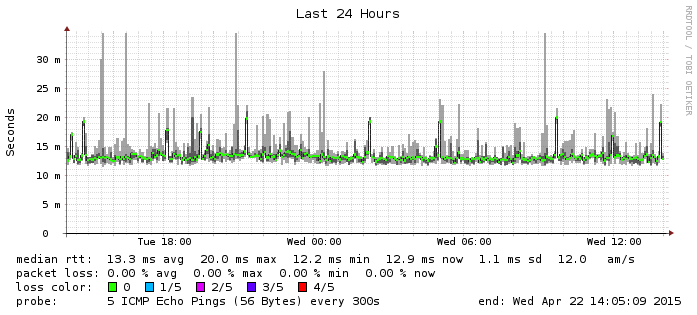 Last 24 Hours
RRDTOOL / TOBI OETIKER
Seconds
30 m
25 m
20 m
15 m
10 m
5 m
0
Tue 18:00 Wed 00:00 Wed 06:00 Wed 12:00
median rtt: 13.3 ms avg 20.0 ms max 12.2 ms min 12.9 ms now 1.1 ms sd 12.0 am/s
packet loss: 0.00 % avg 0.00 % max 0.00 % min 0.00 % now
loss color: 0 1/5 2/5 3/5 4/5
probe: 5 ICMP Echo Pings (56 Bytes) every 300s end: Wed Apr 22 14:05:09 2015